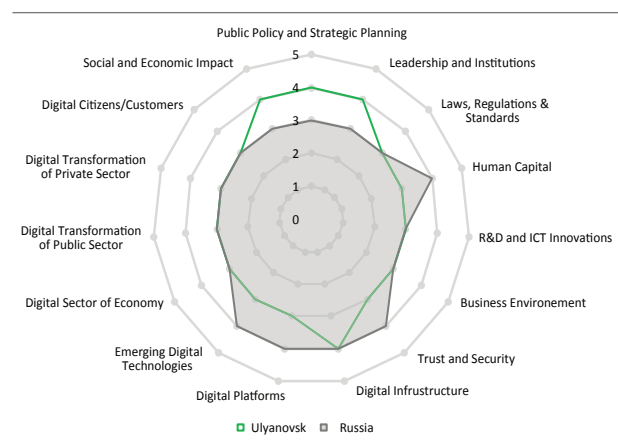 Public Policy and Strategic Planning
Social and Economic Impact
Leadership and Institutions
Digital Citizens/Customers
Laws, Regulations &
Standards
Digital Transformation
of Private Sector
Human Capital
Digital Transformation
of Public Sector
R&D and ICT Innovations
Digital Sector of Economy
Business Environement
Emerging Digital
Technologies
Trust and Security
Digital Platforms
Digital Infrustructure
5
4
3
2
1
0
Ulyanovsk
Russia